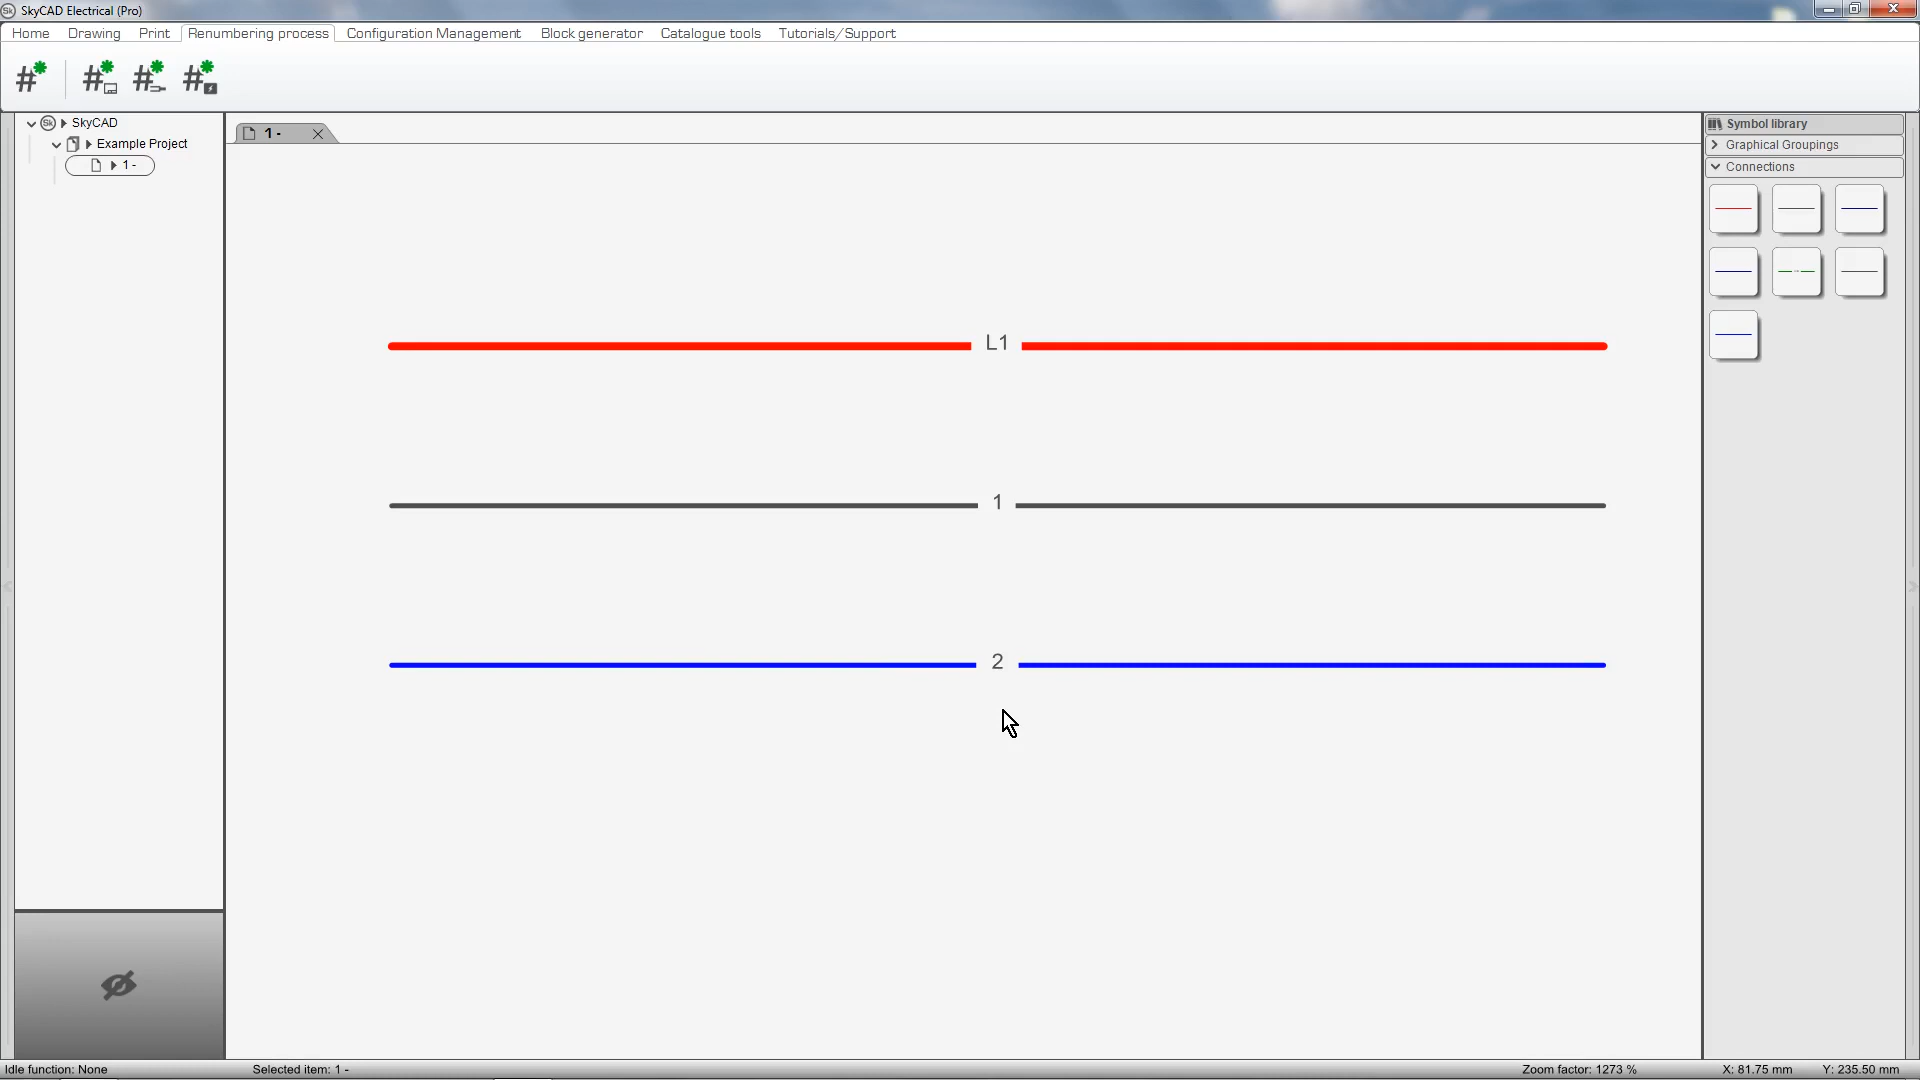 SkyCAD Electrical (Pro)
Home Drawing Print Renumbering process Configuration Management Block generator Catalogue tools Tutorials/Support
SkyCAD
Example Project
1 -
1 -
Symbol library
Graphical Groupings
Connections
L1
1
2
Idle function: None Selected item: 1 - Zoom factor: 1273 % X: 81.75 mm Y: 235.50 mm